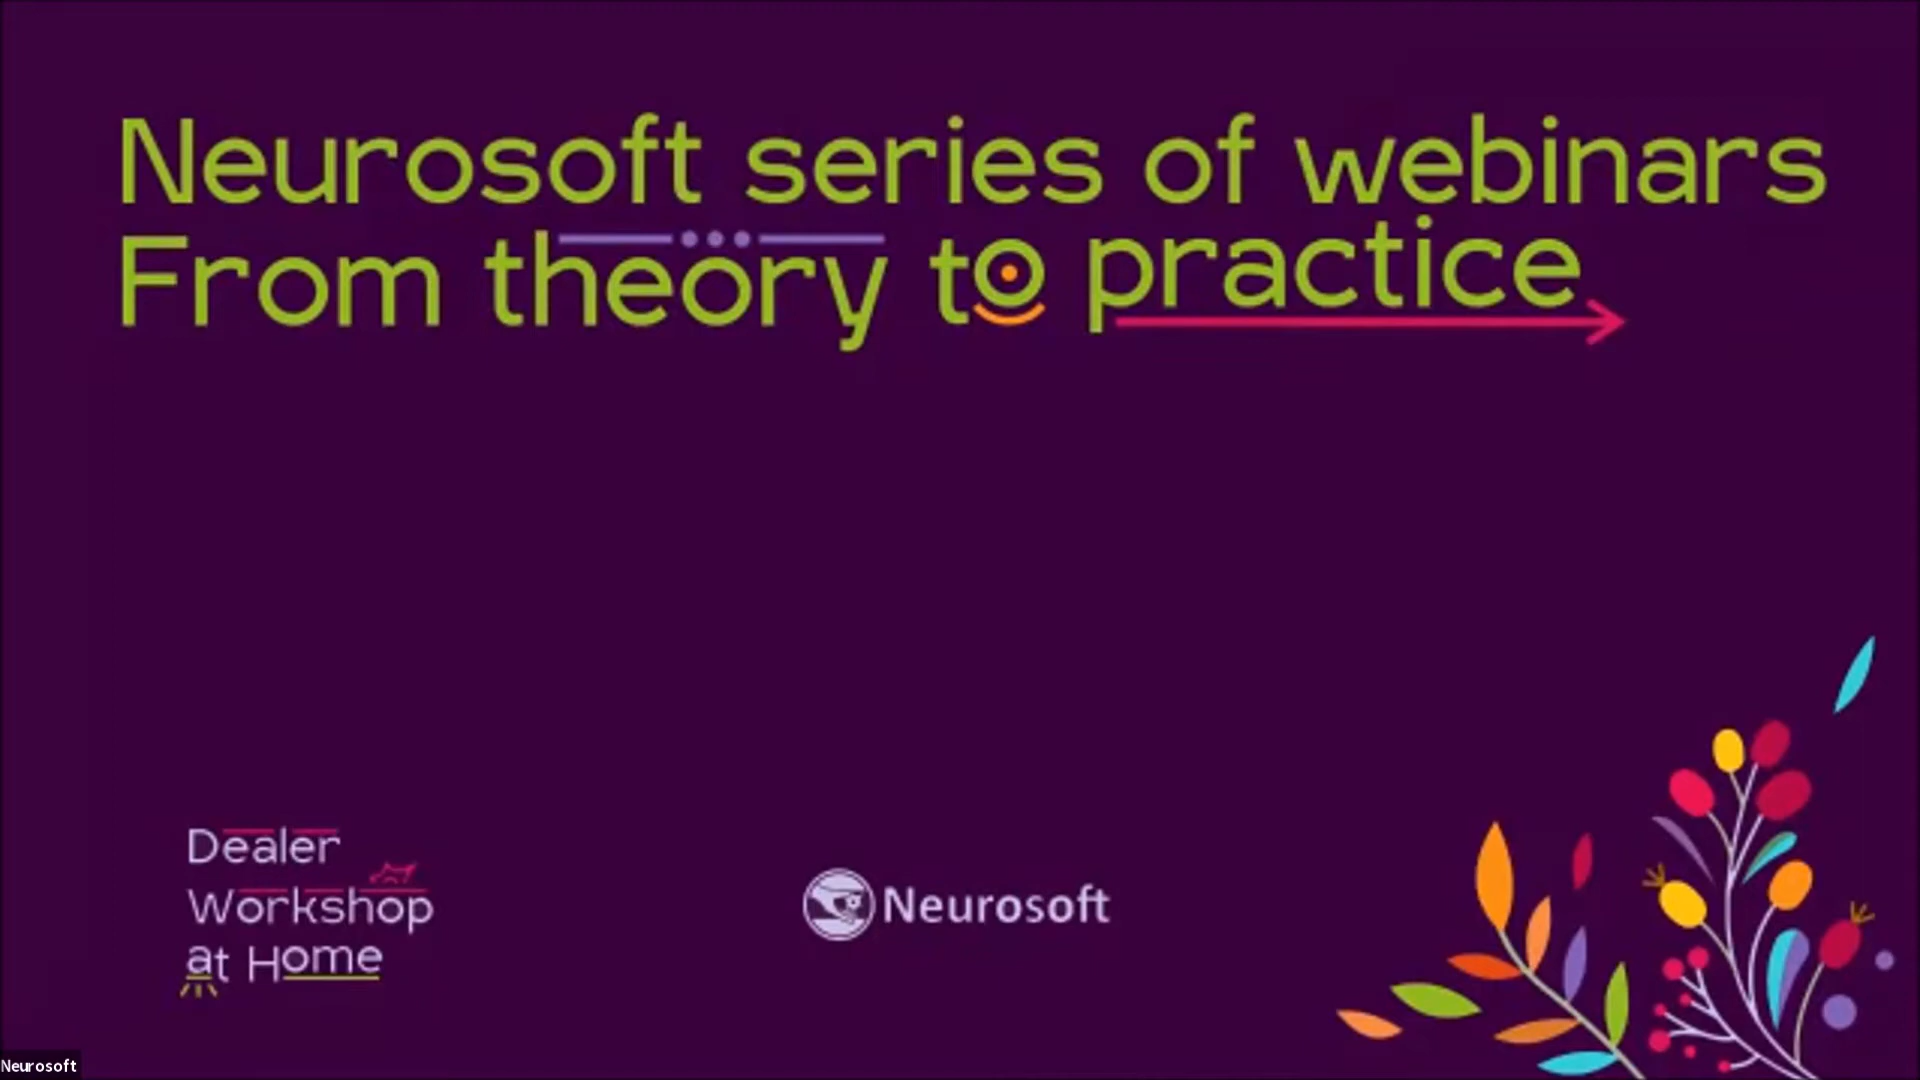 Neurosoft series of webinars
From theory to practice
Dealer
Workshop
at Home
Neurosoft
Neurosoft